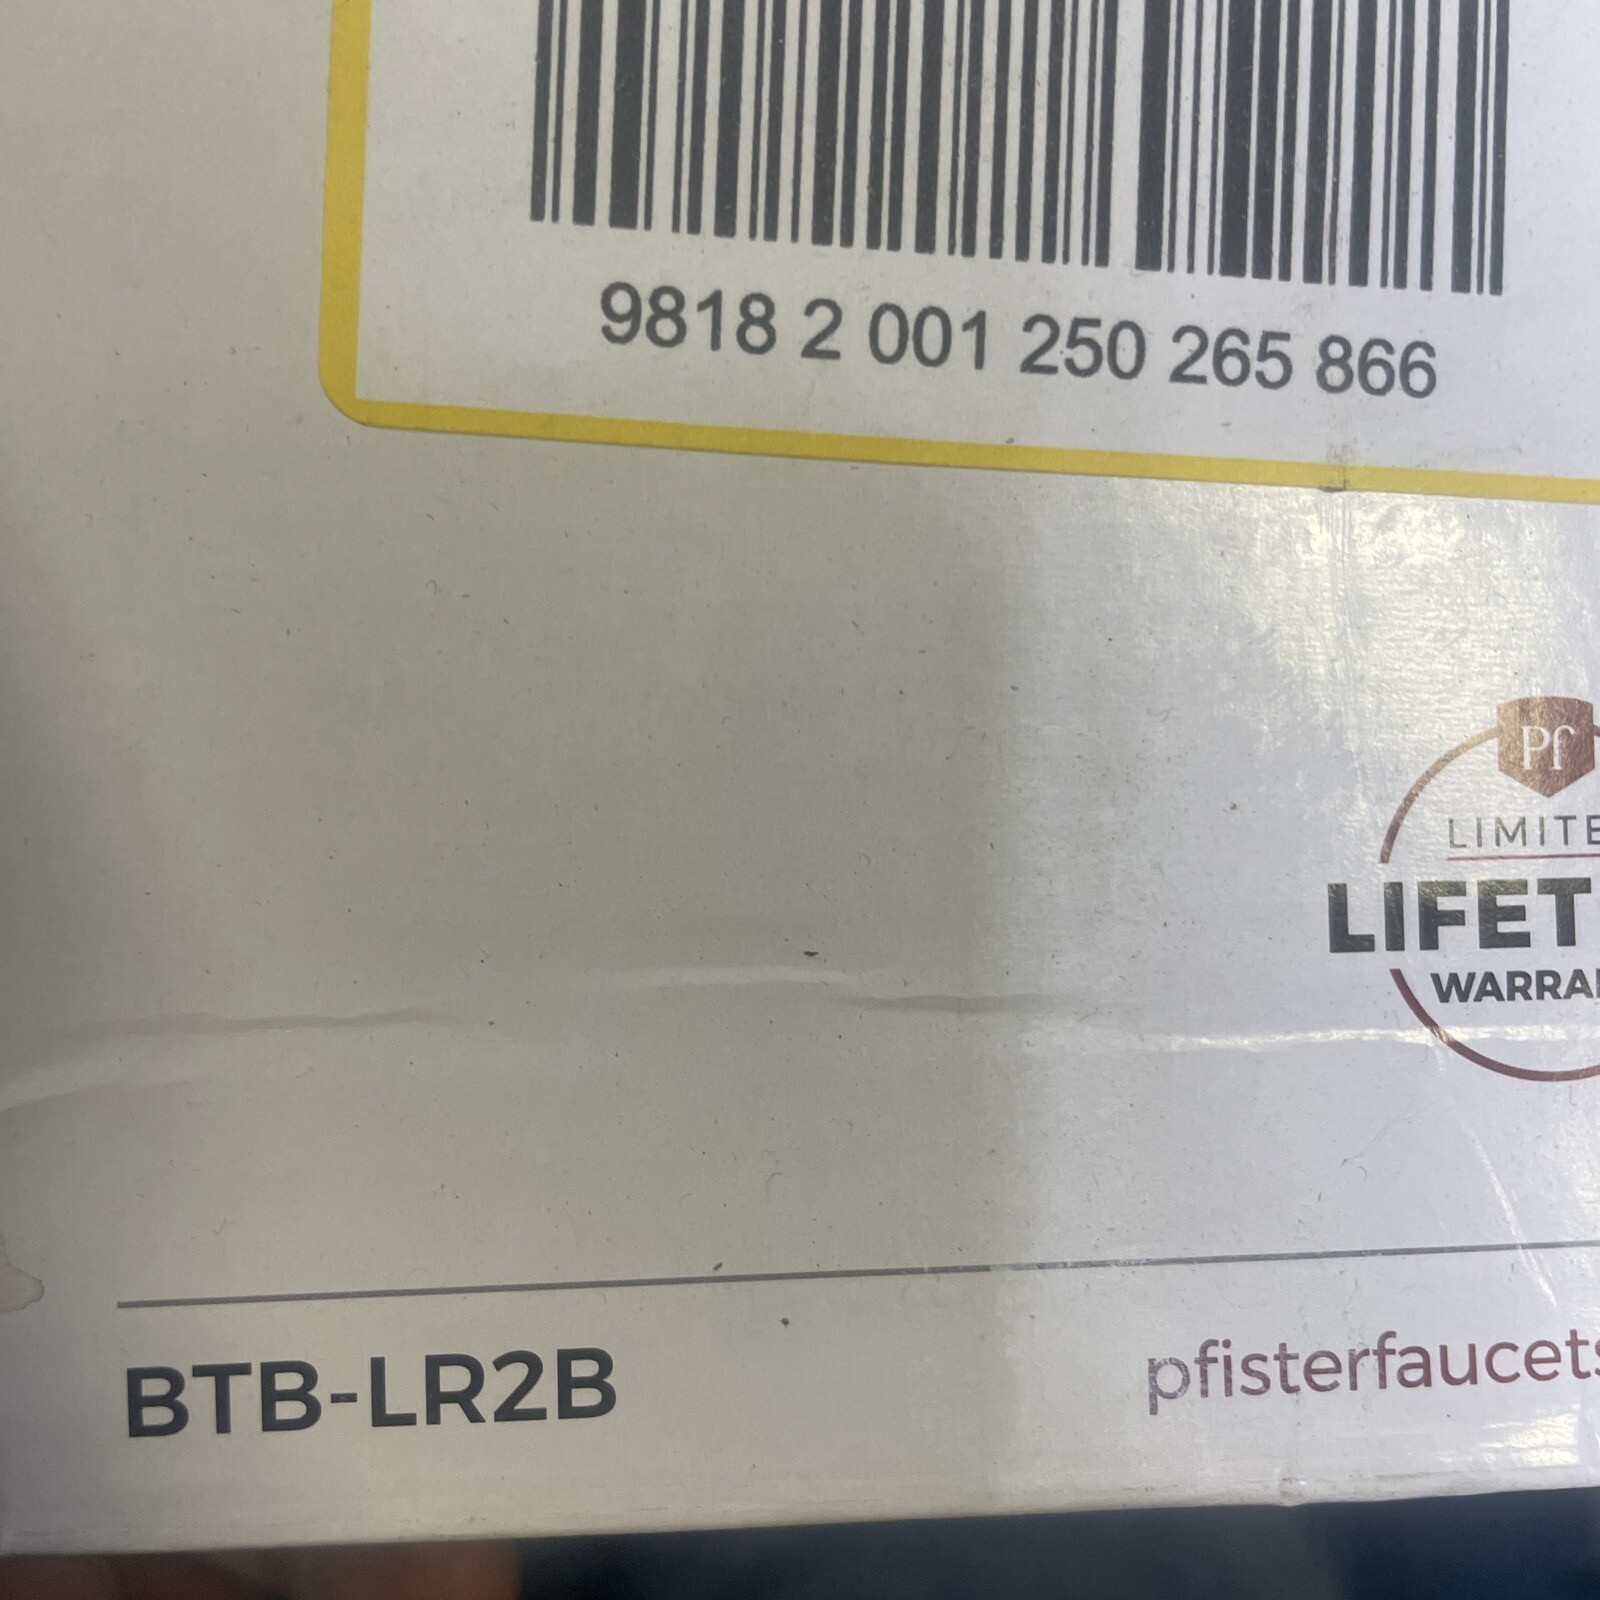 9818 2 001 250 265 866
Pf
LIMITE
LIFET
WARRA
BTB-LR2B
pfisterfaucets